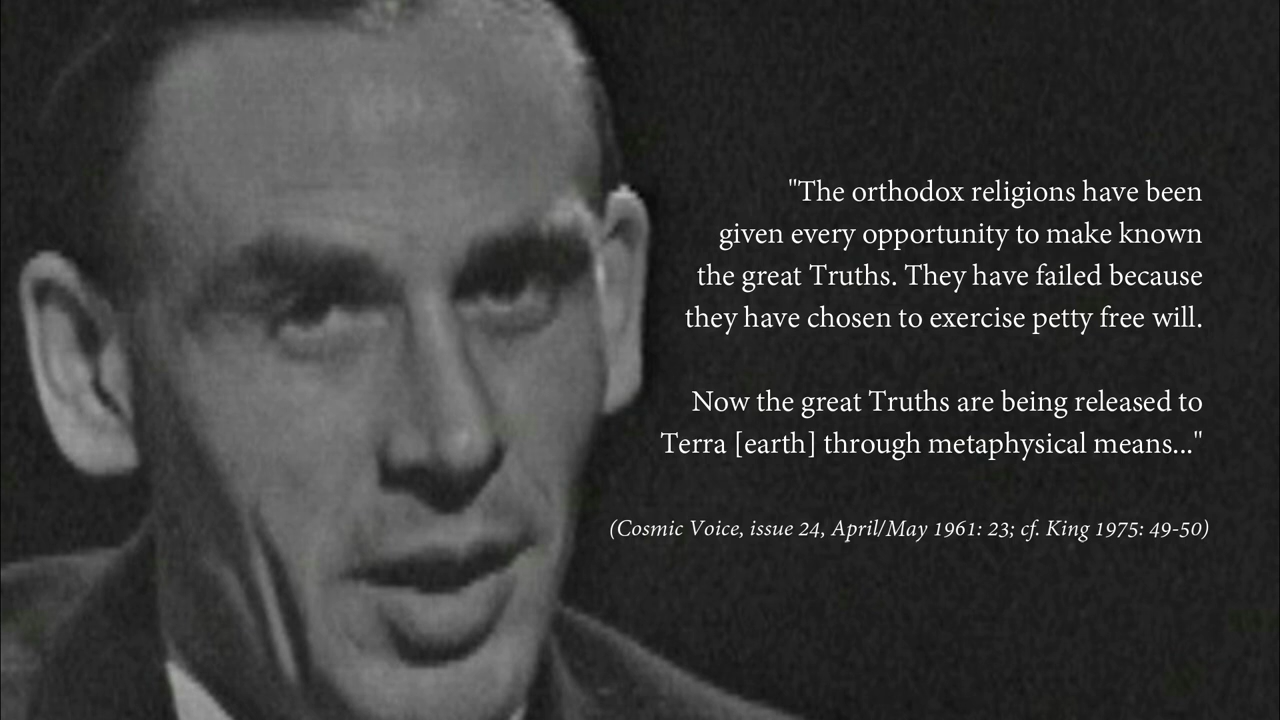 "The orthodox religions have been
given every opportunity to make known
the great Truths. They have failed because
they have chosen to exercise petty free will.
Now the great Truths are being released to
Terra [earth] through metaphysical means..."
(Cosmic Voice, issue 24, April/May 1961: 23; cf. King 1975: 49-50)